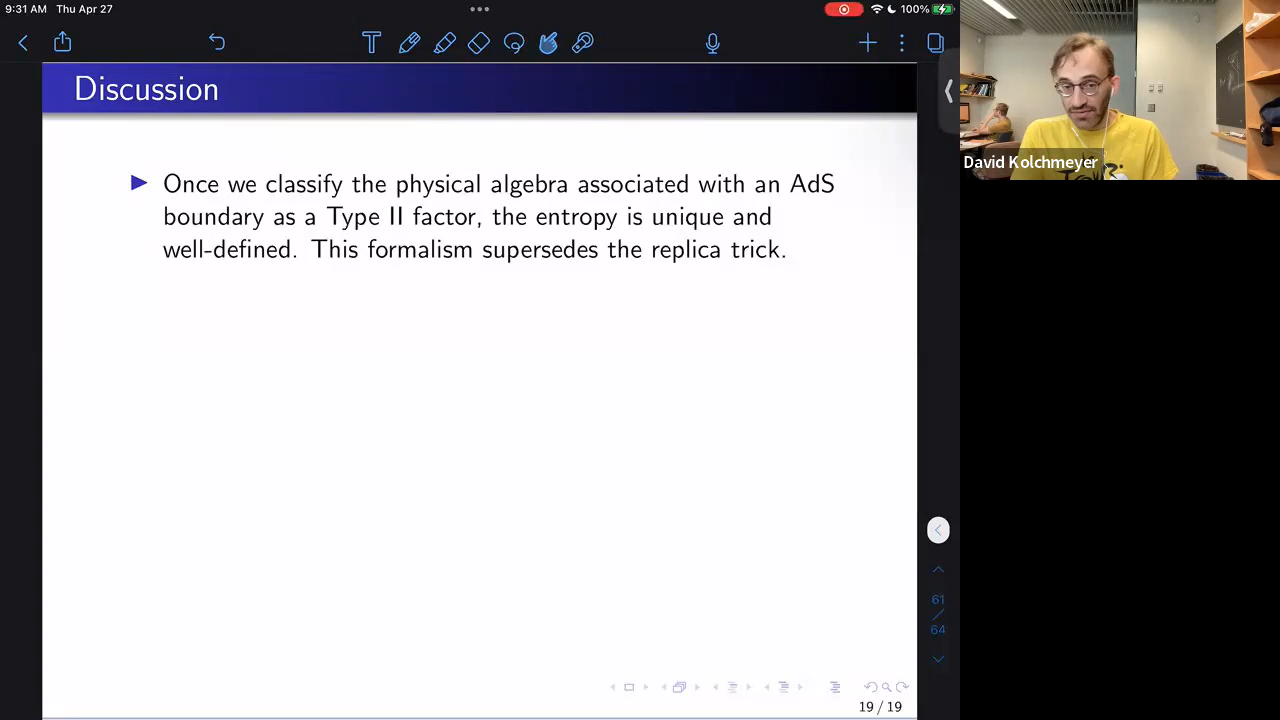 9:31 AM Thu Apr 27
100%
Discussion
Once we classify the physical algebra associated with an AdS
boundary as a Type II factor, the entropy is unique and
well-defined. This formalism supersedes the replica trick.
David Kolchmeyer
61
/
64
19 / 19